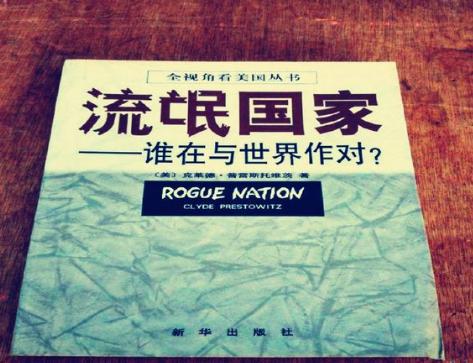 全视角看美国丛书
流氓国家
——谁在与世界作对?
(美) 克莱德·普雷斯托维茨 著
ROGUE NATION
CLYDE PRESTOWITZ
新华出版社